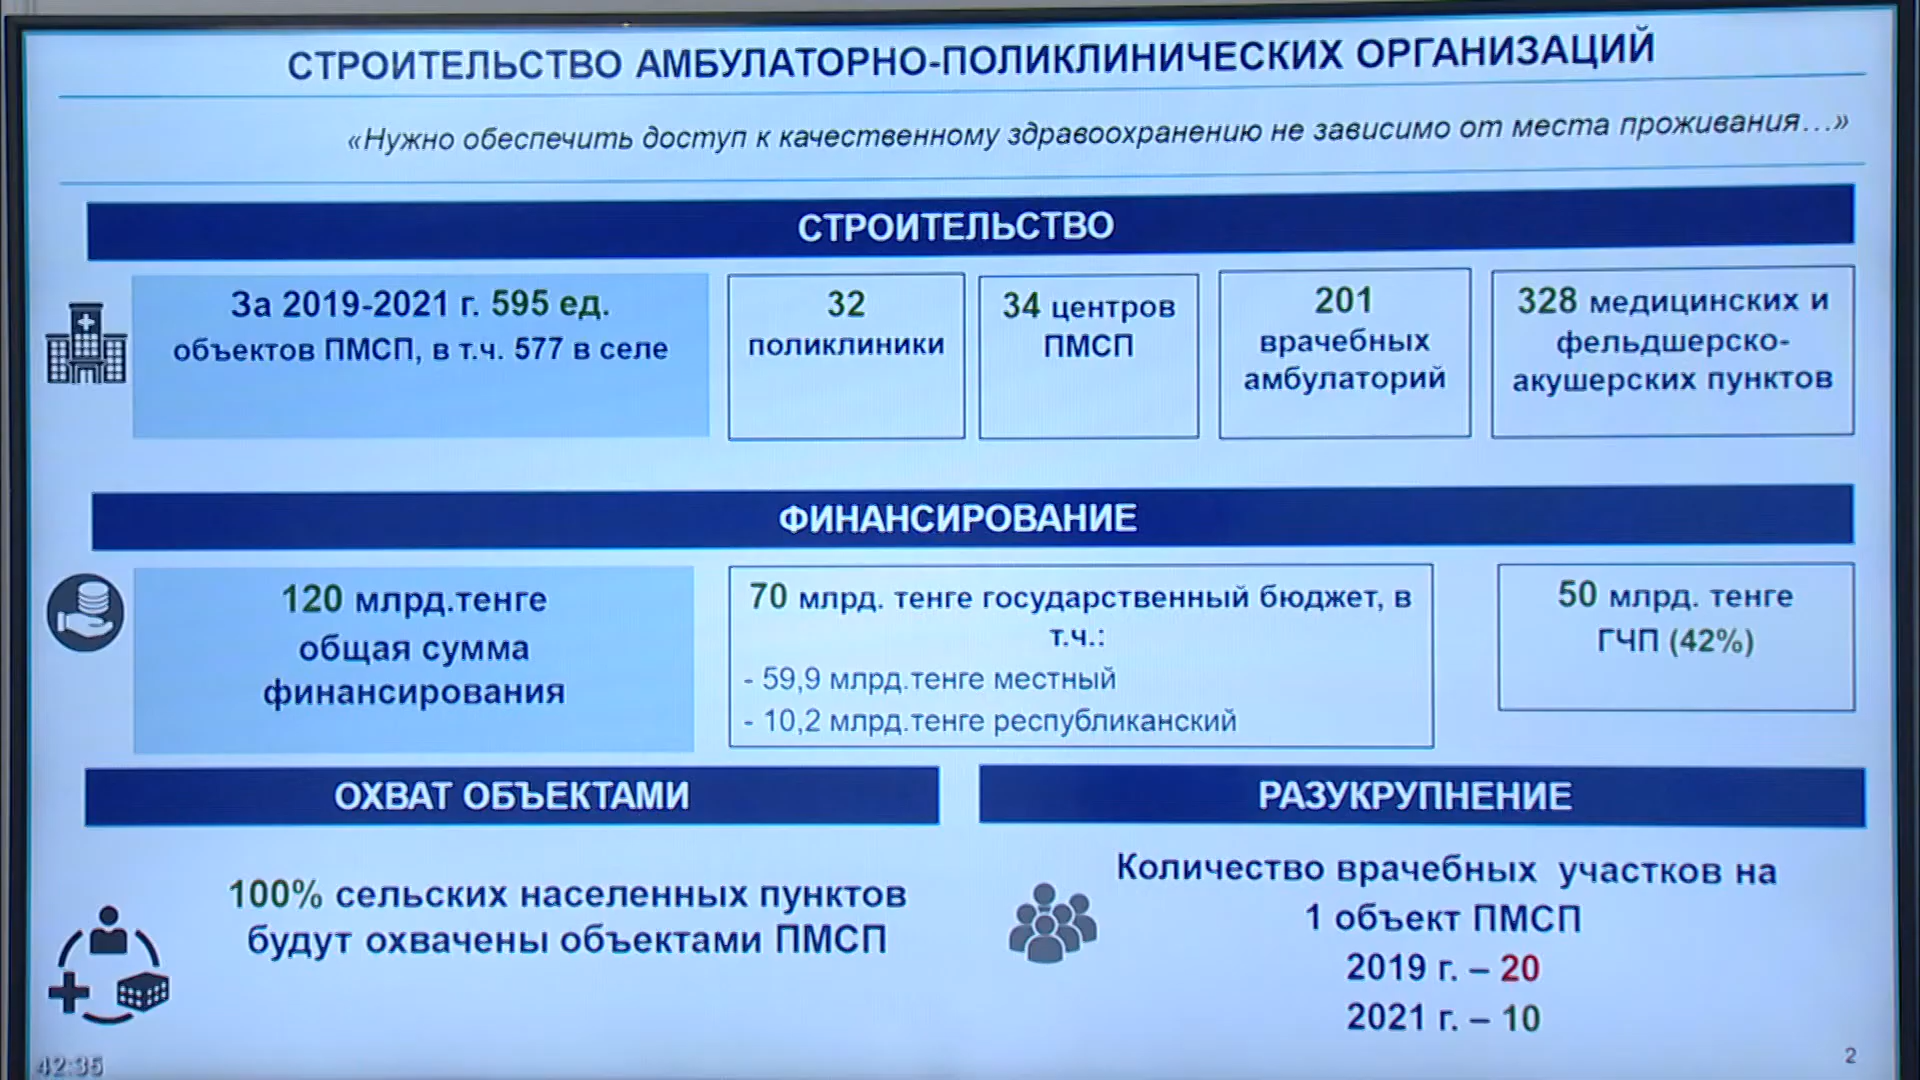 СТРОИТЕЛЬСТВО АМБУЛАТОРНО-ПОЛИКЛИНИЧЕСКИХ ОРГАНИЗАЦИЙ
«Нужно обеспечить доступ к качественному здравоохранению не зависимо от места проживания...»
СТРОИТЕЛЬСТВО
За 2019-2021 г. 595 ед.
объектов ПМСП, в т.ч. 577 в селе
32
поликлиники
34 центров
ПМСП
201
врачебных
амбулаторий
328 медицинских и
фельдшерско-
акушерских пунктов
ФИНАНСИРОВАНИЕ
120 млрд.тенге
общая сумма
финансирования
70 млрд. тенге государственный бюджет, в
т.ч.:
- 59,9 млрд.тенге местный
- 10,2 млрд.тенге республиканский
50 млрд. тенге
ГЧП (42%)
ОХВАТ ОБЪЕКТАМИ
100% сельских населенных пунктов
будут охвачены объектами ПМСП
РАЗУКРУПНЕНИЕ
Количество врачебных участков на
1 объект ПМСП
2019 г. – 20
2021 г. – 10
42:35
2